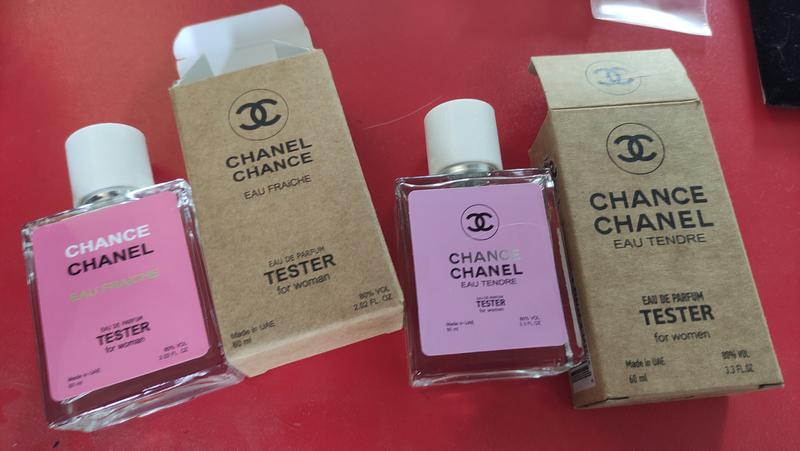 CHANCE
CHANEL
EAU FRAICHE
EAU DE PARFUM
TESTER
for woman
Made in UAE
60 ml
80% VOL
2.02 FL. OZ
CHANEL
CHANCE
EAU FRAiCHE
EAU DE PARFUM
TESTER
for woman
Made in UAE
60 ml
80% VOL
2.02 FL. OZ
CHANCE
CHANEL
EAU TENDRE
EAU DE PARFUM
TESTER
for women
Made in UAE
60 ml
80% VOL
3.3 FL.OZ
CHANCE
CHANEL
EAU TENDRE
EAU DE PARFUM
TESTER
for women
Made in UAE
60 ml
80% VOL
3.3 FL.OZ